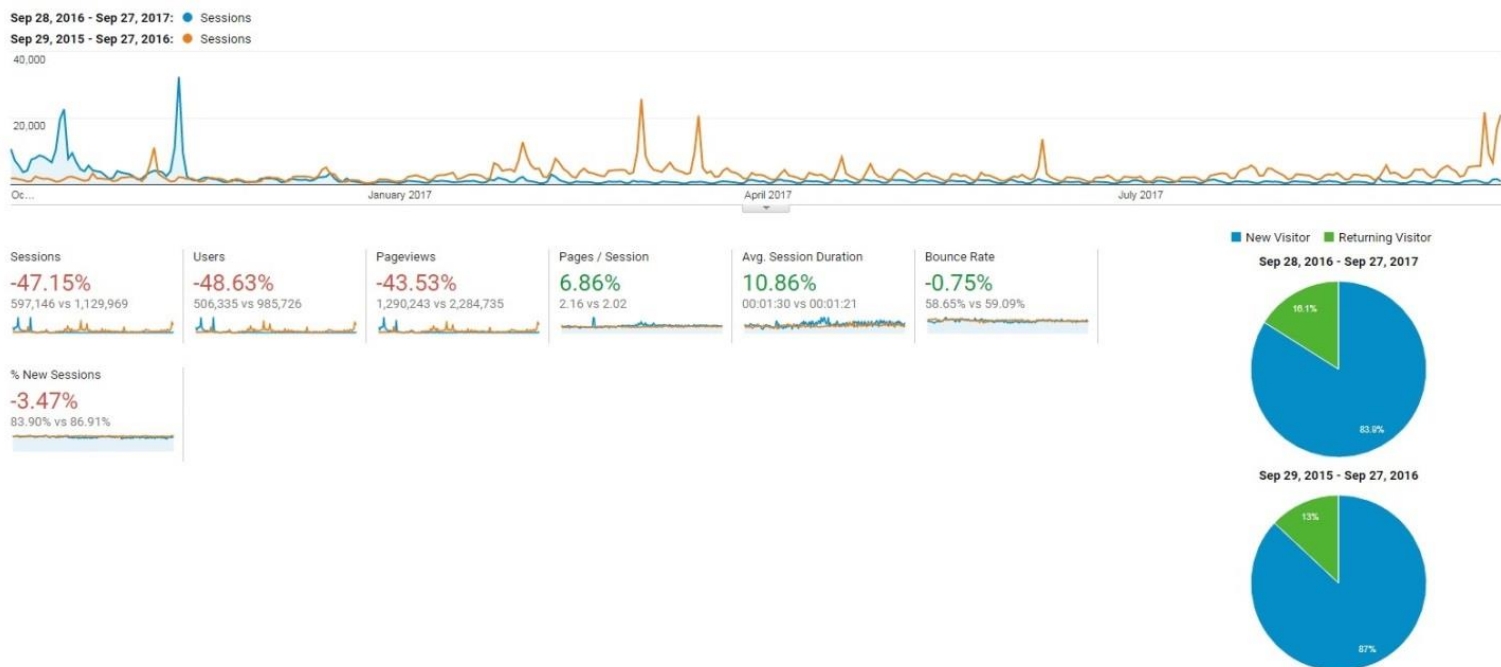 Sep 28, 2016 - Sep 27, 2017: Sessions
Sep 29, 2015 - Sep 27, 2016: Sessions
40,000
20,000
Oc...
January 2017
April 2017
July 2017
Sessions
-47.15%
597,146 vs 1,129,969
Users
-48.63%
506,335 vs 985,726
Pageviews
-43.53%
1,290,243 vs 2,284,735
Pages / Session
6.86%
2.16 vs 2.02
Avg. Session Duration
10.86%
00:01:30 vs 00:01:21
Bounce Rate
-0.75%
58.65% vs 59.09%
% New Sessions
-3.47%
83.90% vs 86.91%
New Visitor Returning Visitor
Sep 28, 2016 - Sep 27, 2017
16.1%
83.9%
Sep 29, 2015 - Sep 27, 2016
13%
87%